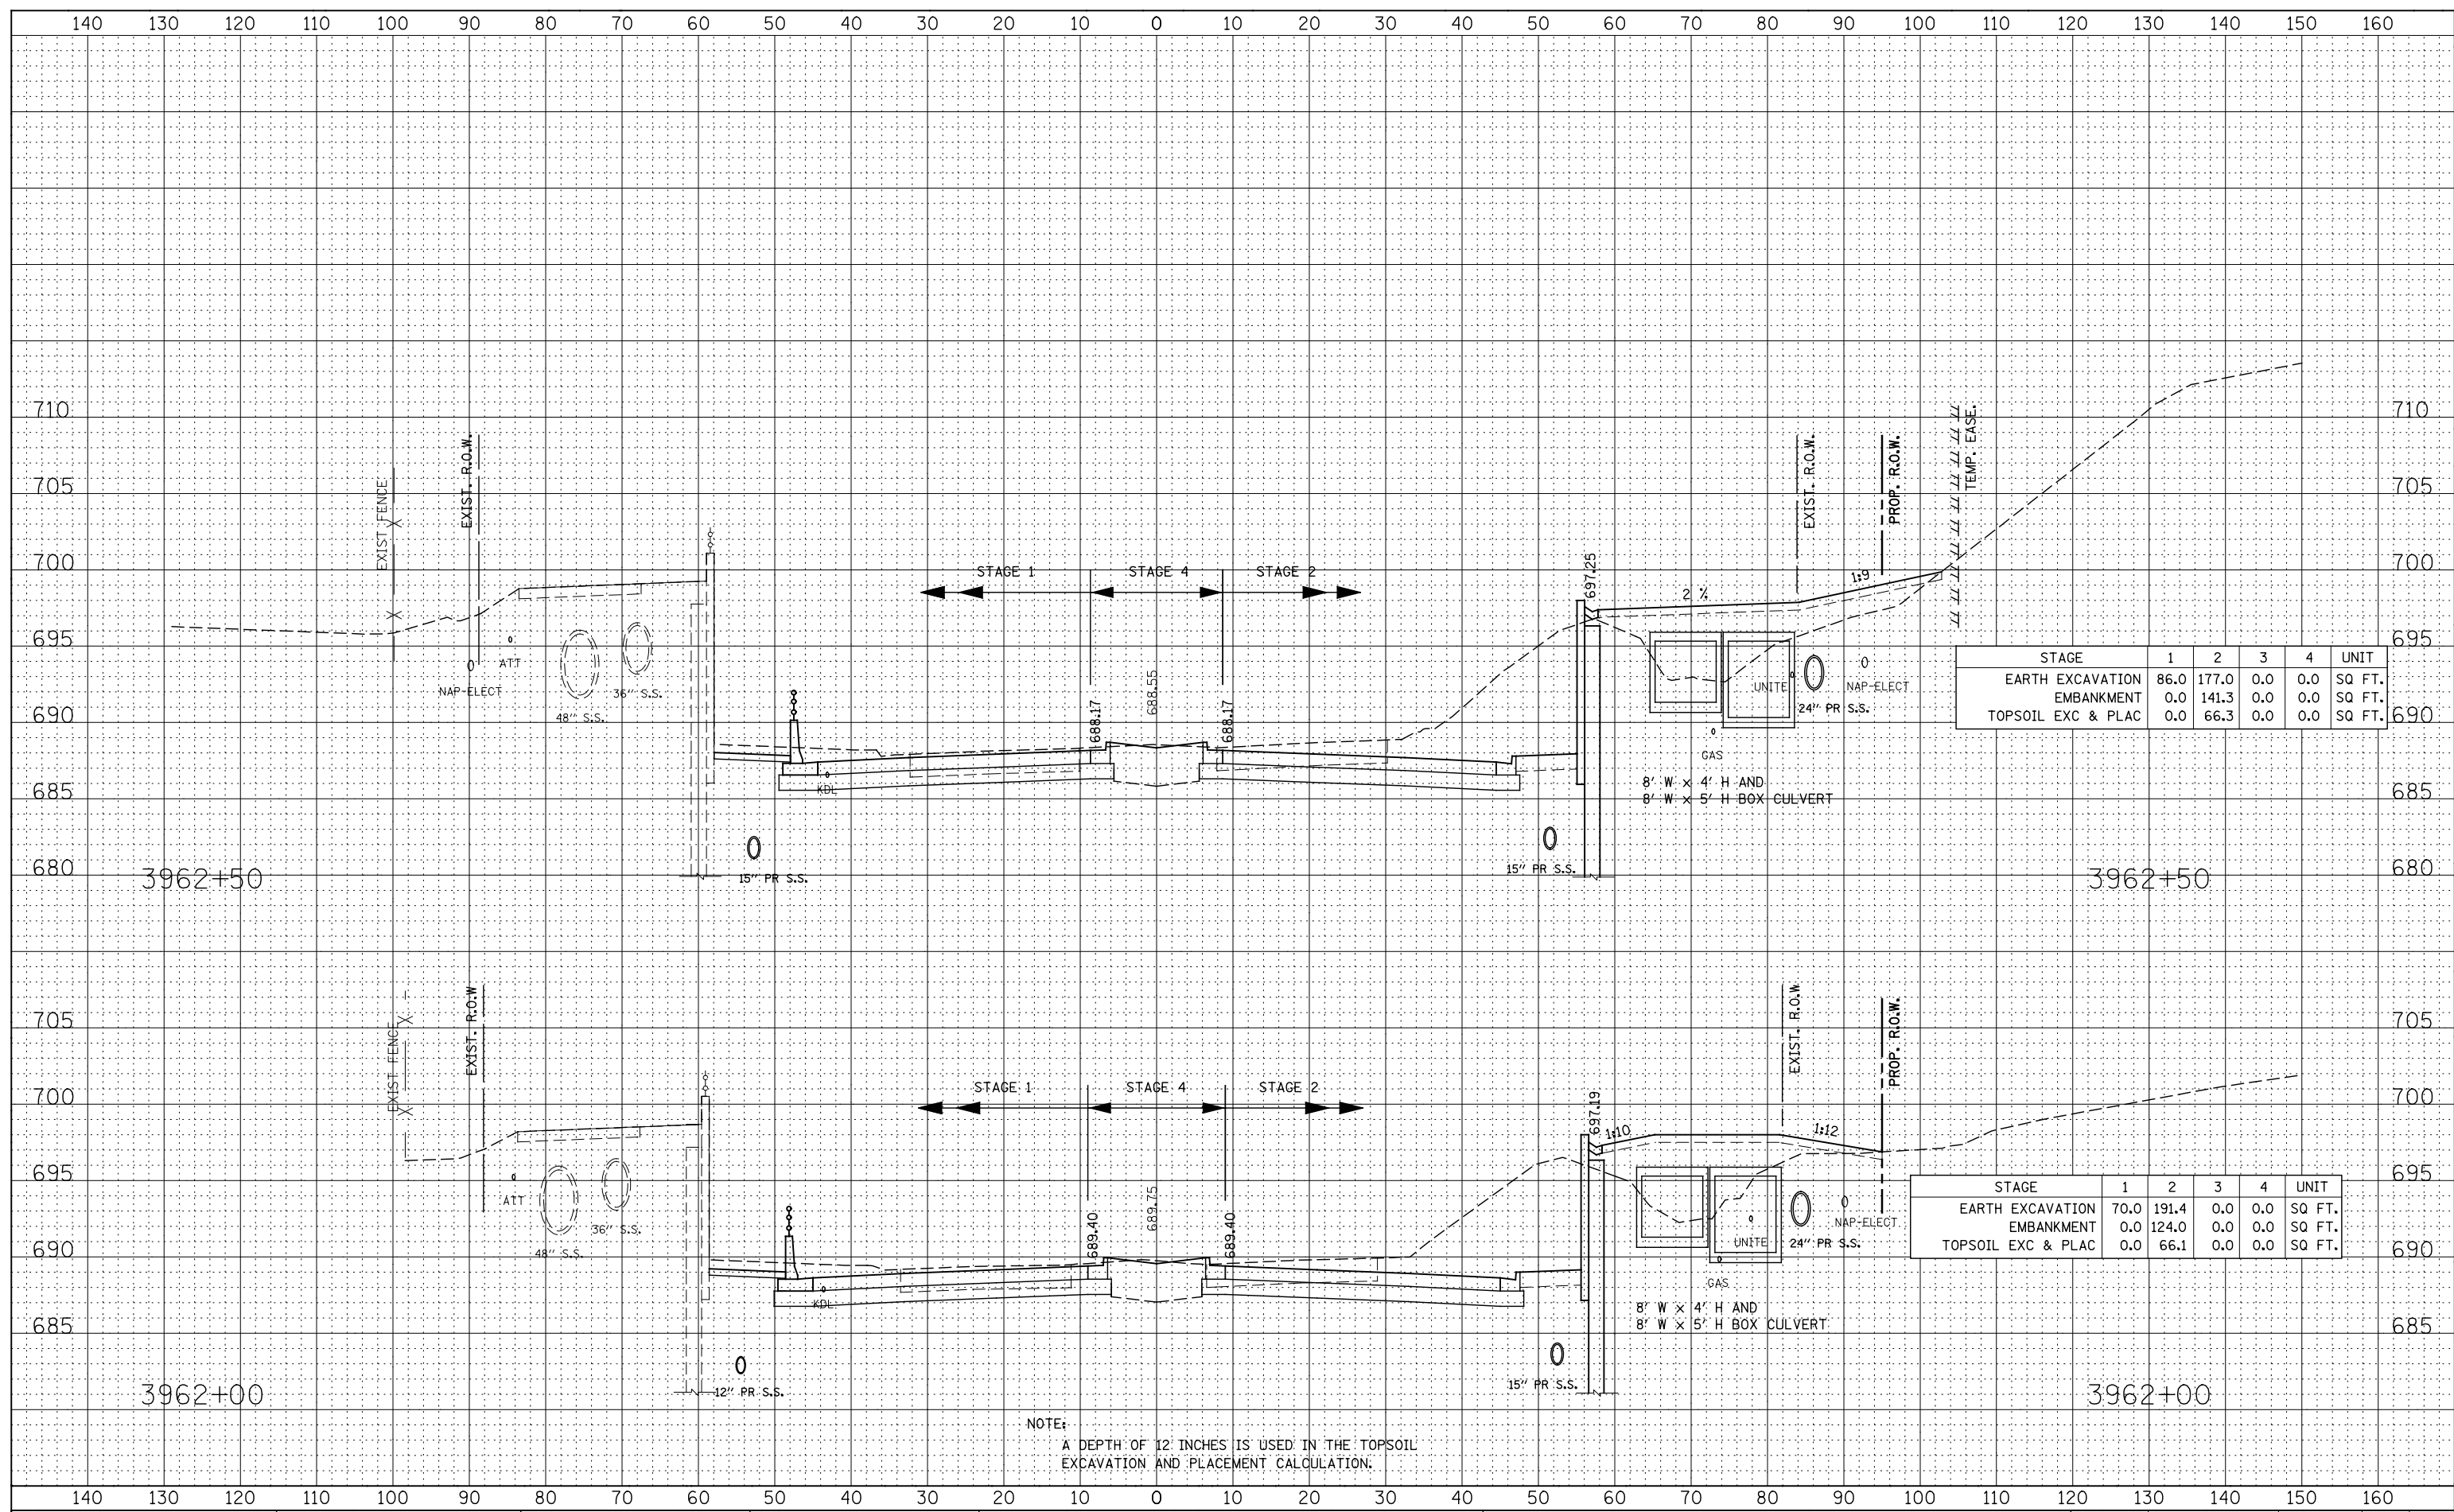 140 130 120 110 100 90 80 70 60 50 40 30 20 10 0 10 20 30 40 50 60 70 80 90 100 110 120 130 140 150 160
710 710
705 705
700 700
695 695
690 690
685 685
680 680
EXIST FENCE
EXIST. R.O.W.
EXIST. R.O.W.
PROP. R.O.W.
TEMP. EASE.
STAGE 1 STAGE 4 STAGE 2
697.25
2 %
1:9
ATT
NAP-ELECT
48" S.S.
36" S.S.
688.17
688.55
688.17
KDL
UNITE
NAP-ELECT
24" PR S.S.
GAS
8' W x 4' H AND
8' W x 5' H BOX CULVERT
STAGE 1 2 3 4 UNIT
EARTH EXCAVATION 86.0 177.0 0.0 0.0 SQ FT.
EMBANKMENT 0.0 141.3 0.0 0.0 SQ FT.
TOPSOIL EXC & PLAC 0.0 66.3 0.0 0.0 SQ FT.
15" PR S.S.
15" PR S.S.
3962+50 3962+50
705 705
700 700
695 695
690 690
685 685
EXIST FENCE
EXIST. R.O.W
EXIST. R.O.W
PROP. R.O.W.
STAGE 1 STAGE 4 STAGE 2
697.19
1:10
1:12
ATT
48" S.S.
36" S.S.
689.40
689.75
689.40
KDL
UNITE
NAP-ELECT
24" PR S.S.
GAS
8' W x 4' H AND
8' W x 5' H BOX CULVERT
STAGE 1 2 3 4 UNIT
EARTH EXCAVATION 70.0 191.4 0.0 0.0 SQ FT.
EMBANKMENT 0.0 124.0 0.0 0.0 SQ FT.
TOPSOIL EXC & PLAC 0.0 66.1 0.0 0.0 SQ FT.
12" PR S.S.
15" PR S.S.
3962+00 3962+00
NOTE:
A DEPTH OF 12 INCHES IS USED IN THE TOPSOIL
EXCAVATION AND PLACEMENT CALCULATION.
140 130 120 110 100 90 80 70 60 50 40 30 20 10 0 10 20 30 40 50 60 70 80 90 100 110 120 130 140 150 160